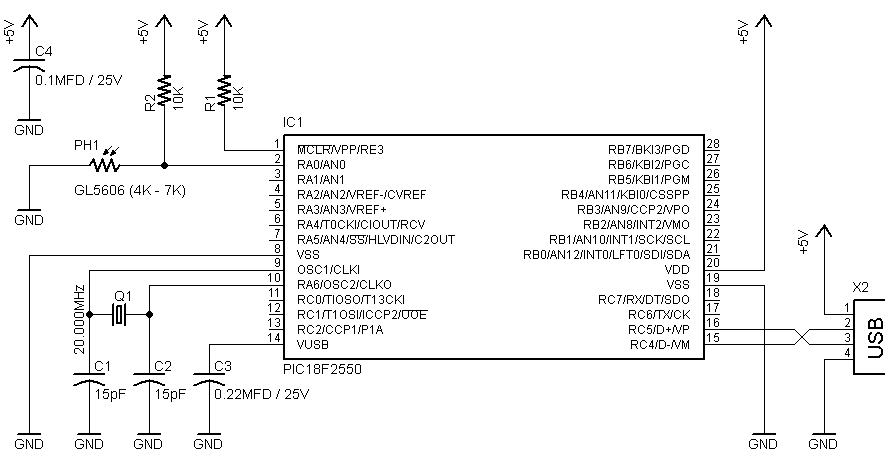 +5V
+5V
+5V
+5V
C4
0.1MFD / 25V
GND
R2
10K
R1
10K
IC1
PH1
GL5606 (4K - 7K)
GND
1 MCLR/VPP/RE3
2 RA0/AN0
3 RA1/AN1
4 RA2/AN2/VREF-/CVREF
5 RA3/AN3/VREF+
6 RA4/T0CKI/CIOUT/RCV
7 RA5/AN4/SS/HLVDIN/C2OUT
8 VSS
9 OSC1/CLKI
10 RA6/OSC2/CLKO
11 RC0/TIOSO/T13CKI
12 RC1/T1OSI/ICCP2/UOE
13 RC2/CCP1/P1A
14 VUSB
RB7/BKI3/PGD 28
RB6/KBI2/PGC 27
RB5/KBI1/PGM 26
RB4/AN11/KBI0/CSSPP 25
RB3/AN9/CCP2/VPO 24
RB2/AN8/INT2/VMO 23
RB1/AN10/INT1/SCK/SCL 22
RB0/AN12/INT0/LFT0/SDI/SDA 21
VDD 20
VSS 19
RC7/RX/DT/SDO 18
RC6/TX/CK 17
RC5/D+/VP 16
RC4/D-/VM 15
PIC18F2550
20.000MHz
Q1
C1
15pF
C2
15pF
C3
0.22MFD / 25V
+5V
X2
1
2
3
4
USB
GND
GND
GND
GND
GND
GND